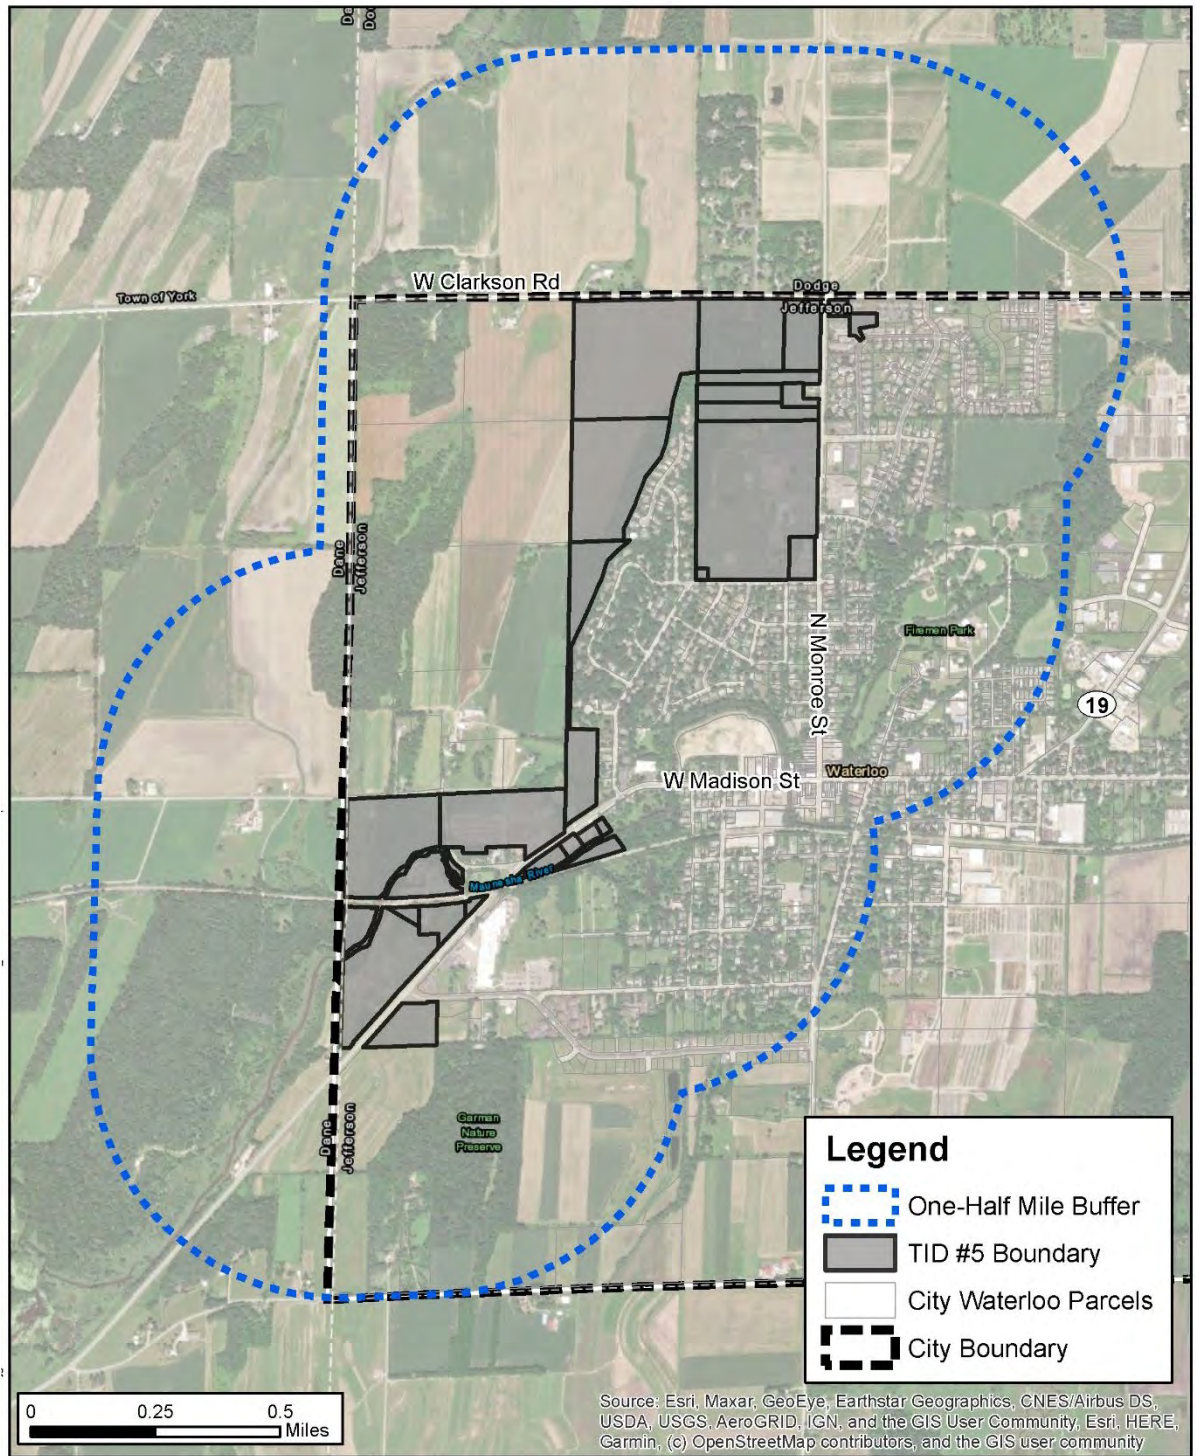 Da
Do
W Clarkson Rd
Town of York
Dodge
Jefferson
Dane
Jefferson
N Monroe St
Firemen Park
19
W Madison St
Waterloo
Maunesha River
Dane
Jefferson
Garman
Nature
Preserve
Legend
One-Half Mile Buffer
TID #5 Boundary
City Waterloo Parcels
City Boundary
0 0.25 0.5
Miles
Source: Esri, Maxar, GeoEye, Earthstar Geographics, CNES/Airbus DS,
USDA, USGS, AeroGRID, IGN, and the GIS User Community, Esri, HERE,
Garmin, (c) OpenStreetMap contributors, and the GIS user community